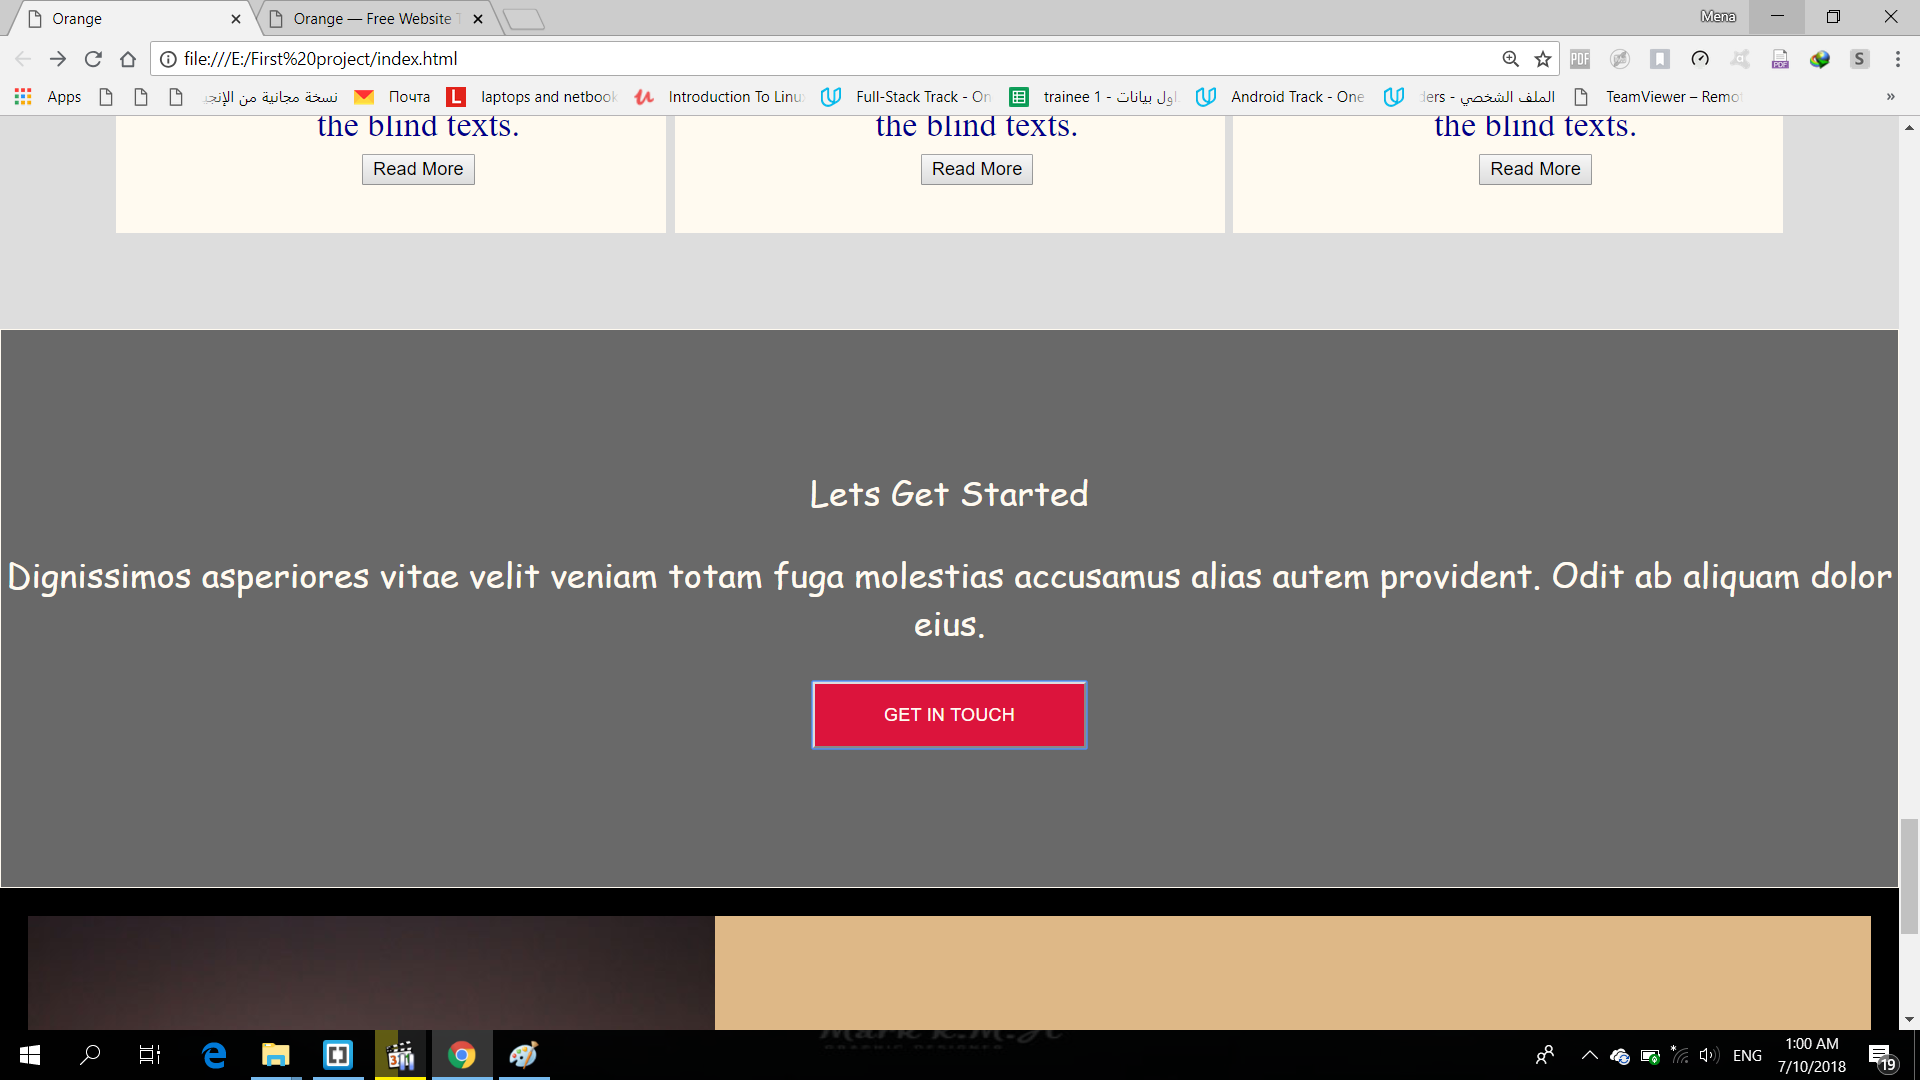 Orange
Orange — Free Website
Mena
file:///E:/First%20project/index.html
Apps
نسخة مجانية من الإنجي
Почта
laptops and netbook
Introduction To Linu
Full-Stack Track - On
trainee 1 - اول بيانات
Android Track - One
الملف الشخصي - ders
TeamViewer – Remo
»
the blind texts.
the blind texts.
the blind texts.
Read More
Read More
Read More
Lets Get Started
Dignissimos asperiores vitae velit veniam totam fuga molestias accusamus alias autem provident. Odit ab aliquam dolor
eius.
GET IN TOUCH
ENG
1:00 AM
7/10/2018
19